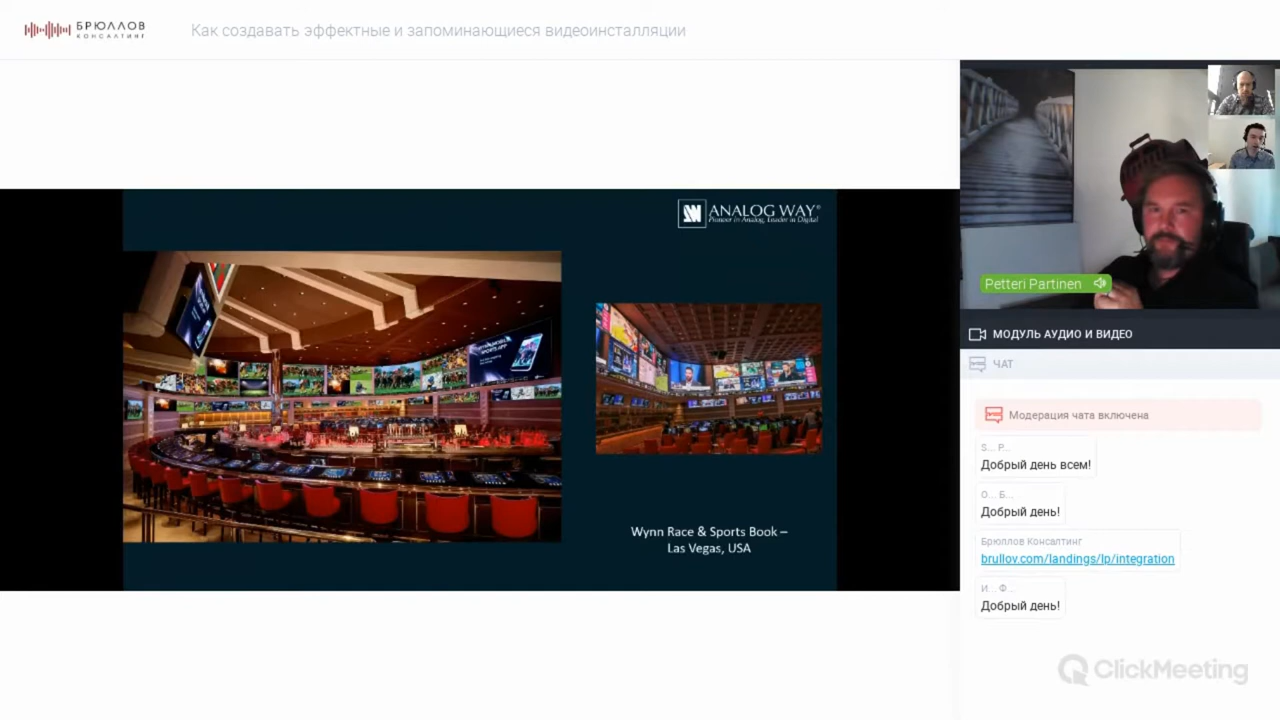 БРЮЛЛОВ
КОНСАЛТИНГ
Как создавать эффектные и запоминающиеся видеоинсталляции
ANALOG WAY®
Pioneer in Analog, Leader in Digital
SPORTS APP
Wynn Race & Sports Book –
Las Vegas, USA
Petteri Partinen
МОДУЛЬ АУДИО И ВИДЕО
ЧАТ
Модерация чата включена
S... P...
Добрый день всем!
О... Б...
Добрый день!
Брюллов Консалтинг
brullov.com/landings/lp/integration
И... Ф...
Добрый день!
ClickMeeting